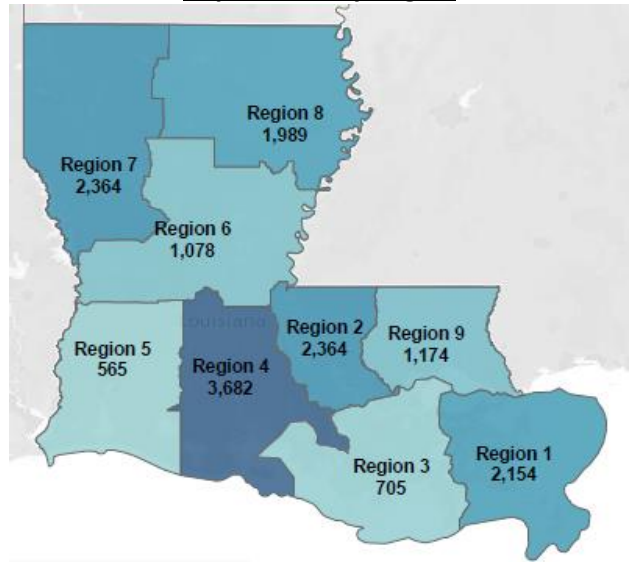 Region 8
1,989
Region 7
2,364
Region 6
1,078
Louisiana
Region 2
2,364
Region 9
1,174
Region 5
565
Region 4
3,682
Region 1
2,154
Region 3
705